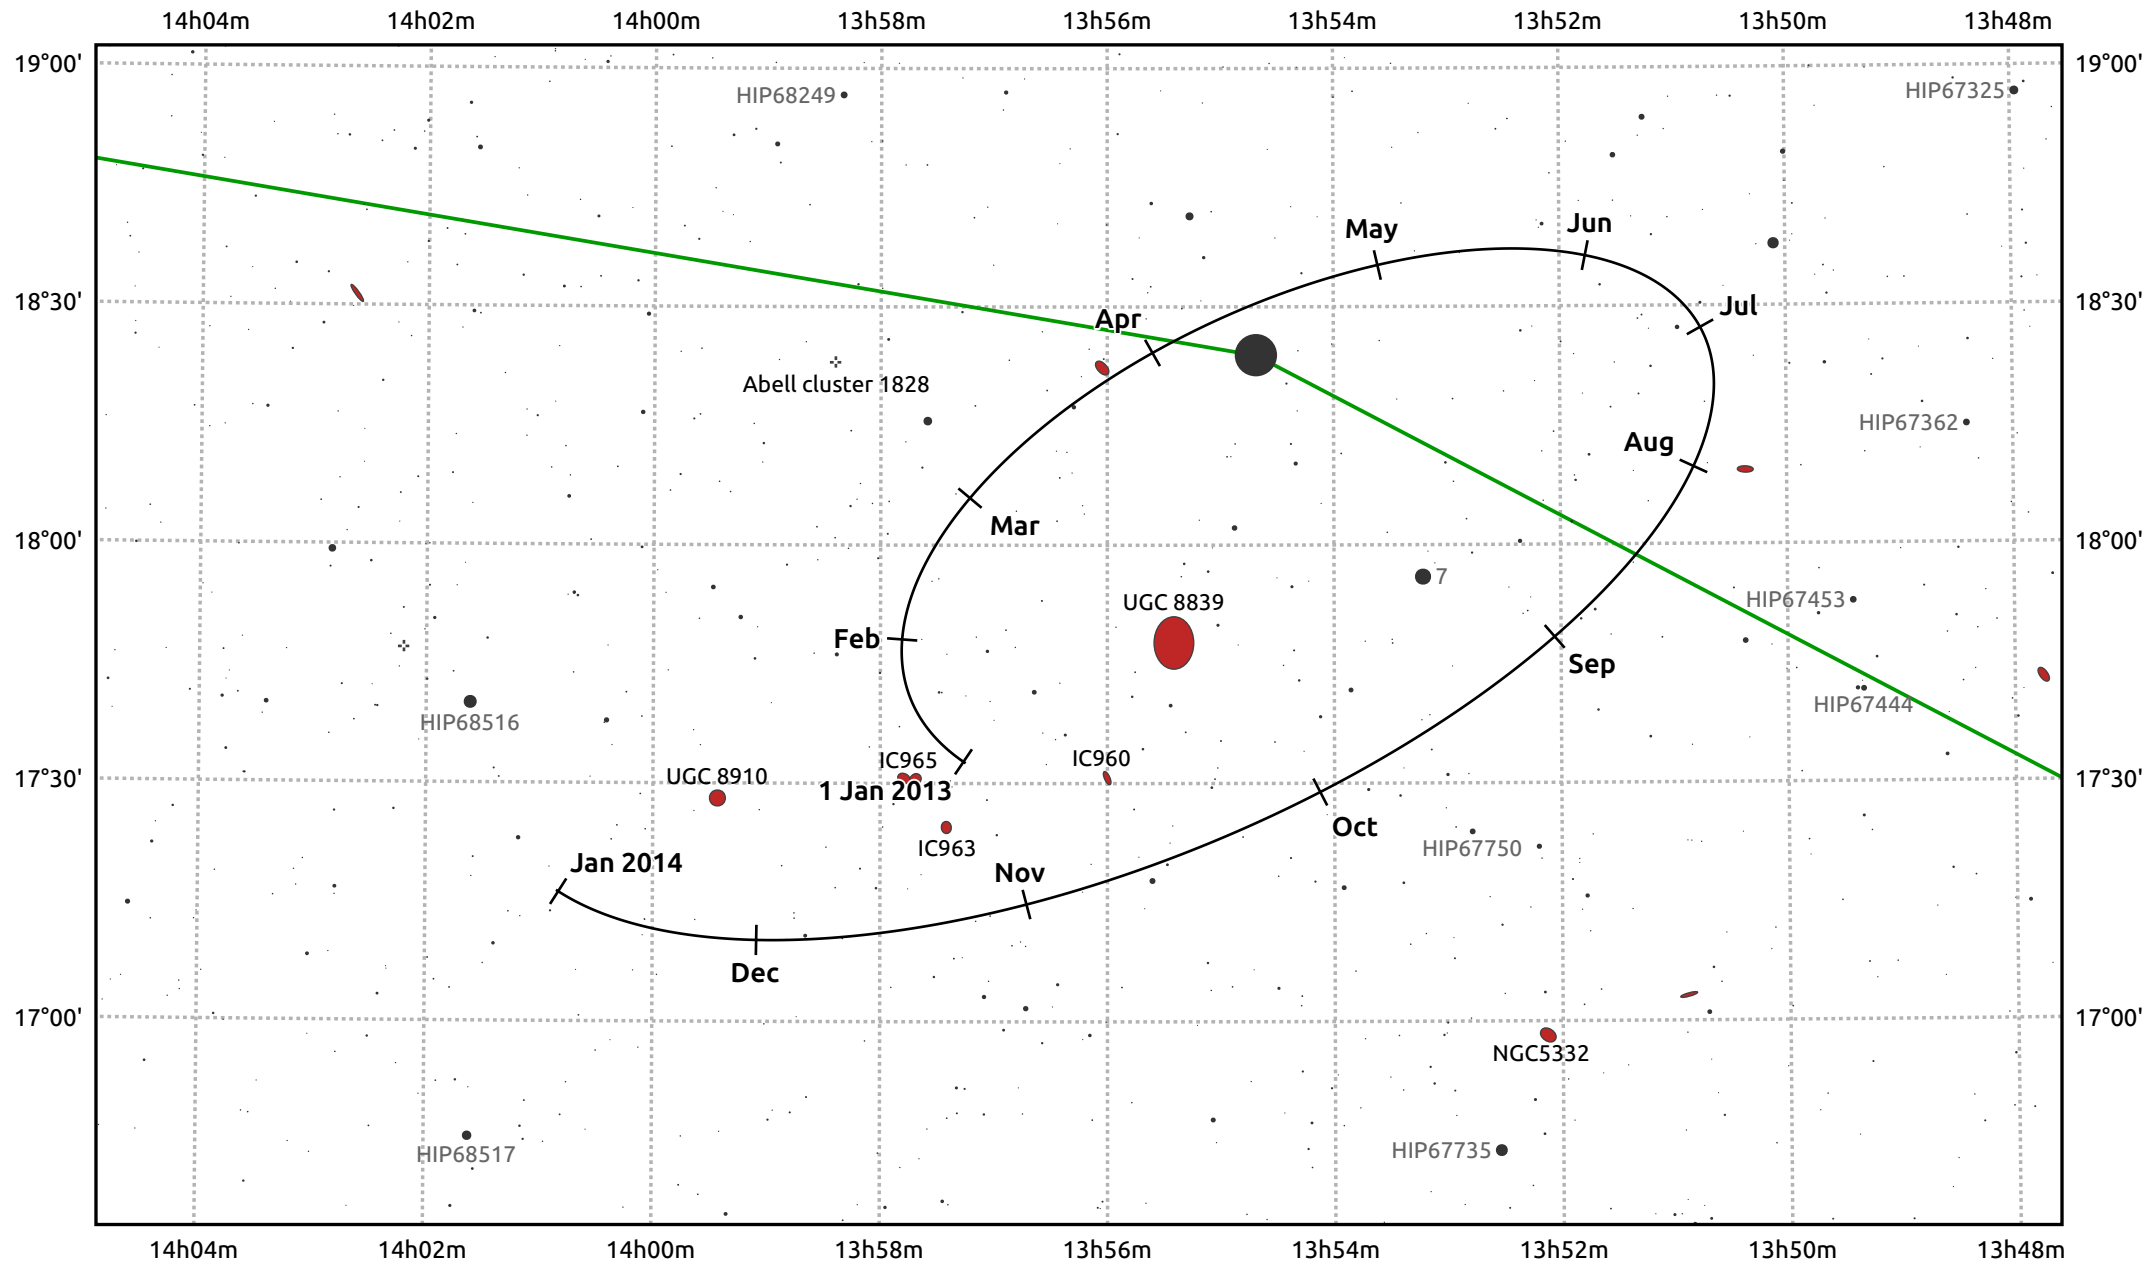 14h04m 14h02m 14h00m 13h58m 13h56m 13h54m 13h52m 13h50m 13h48m
19°00' 19°00'
HIP67325
HIP68249
Jun
May
18°30' 18°30'
Jul
Apr
Abell cluster 1828
HIP67362
Aug
Mar
18°00' 18°00'
7
HIP67453
UGC 8839
Feb
Sep
HIP67444
HIP68516
IC960
IC965
UGC 8910
17°30' 17°30'
1 Jan 2013
Oct
IC963
HIP67750
Jan 2014
Nov
Dec
17°00' 17°00'
NGC5332
HIP67735
HIP68517
14h04m 14h02m 14h00m 13h58m 13h56m 13h54m 13h52m 13h50m 13h48m